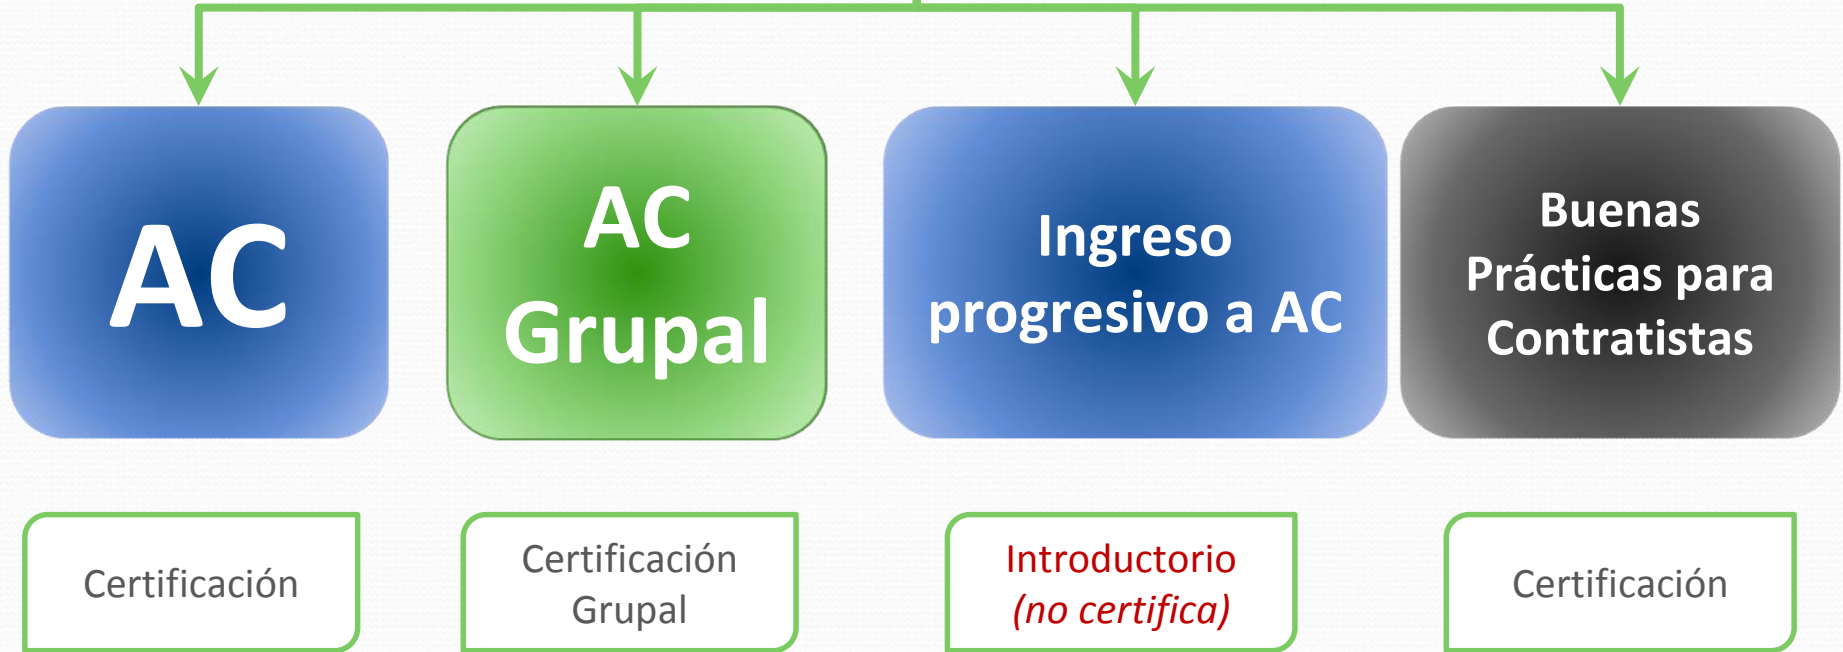 AC
AC
Grupal
Ingreso
progresivo a AC
Buenas
Prácticas para
Contratistas
Certificación
Certificación
Grupal
Introductorio
(no certifica)
Certificación